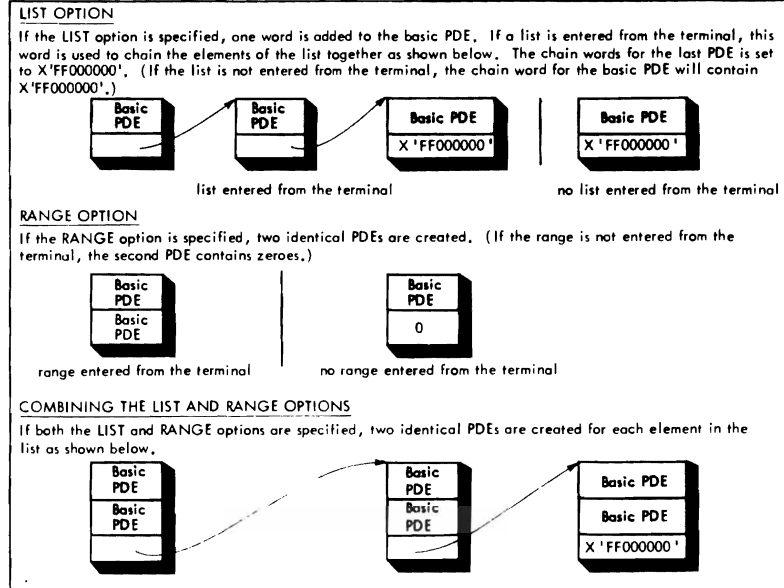 LIST OPTION
If the LIST option is specified, one word is added to the basic PDE. If a list is entered from the terminal, this
word is used to chain the elements of the list together as shown below. The chain words for the last PDE is set
to X'FF000000'. (If the list is not entered from the terminal, the chain word for the basic PDE will contain
X'FF000000'.)
Basic
PDE
Basic
PDE
Basic PDE
X 'FF000000'
Basic PDE
X 'FF000000'
list entered from the terminal
no list entered from the terminal
RANGE OPTION
If the RANGE option is specified, two identical PDEs are created. (If the range is not entered from the
terminal, the second PDE contains zeroes.)
Basic
PDE
Basic
PDE
Basic
PDE
0
range entered from the terminal
no range entered from the terminal
COMBINING THE LIST AND RANGE OPTIONS
If both the LIST and RANGE options are specified, two identical PDEs are created for each element in the
list as shown below.
Basic
PDE
Basic
PDE
Basic
PDE
Basic
PDE
Basic PDE
Basic PDE
X 'FF000000'